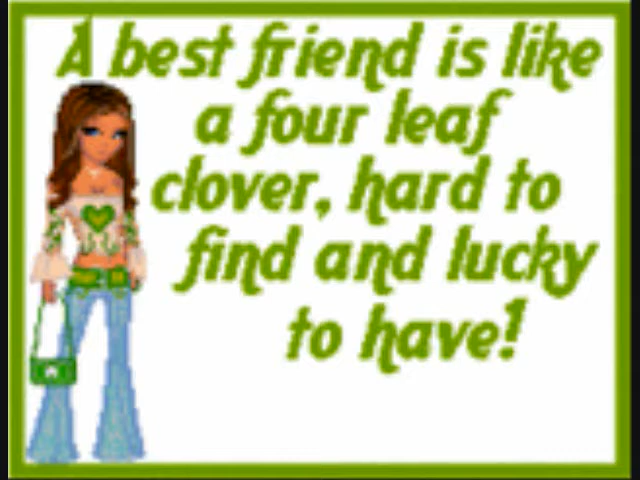 A best friend is like
a four leaf
clover, hard to
find and lucky
to have!